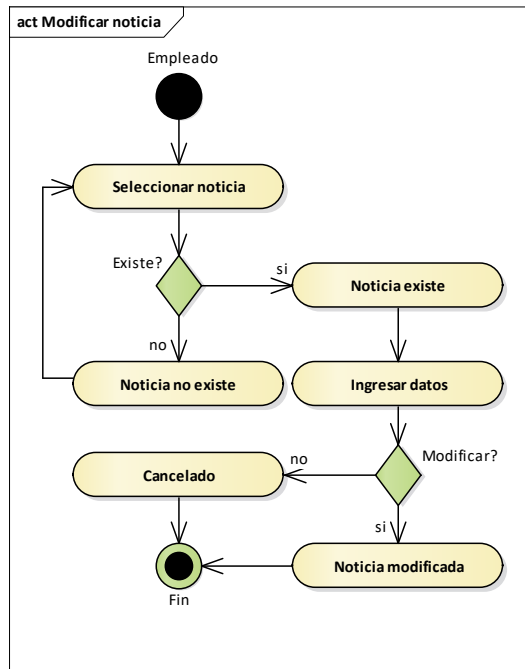 act Modificar noticia
Empleado
Seleccionar noticia
Existe?
si
Noticia existe
no
Noticia no existe
Ingresar datos
Modificar?
no
Cancelado
si
Noticia modificada
Fin